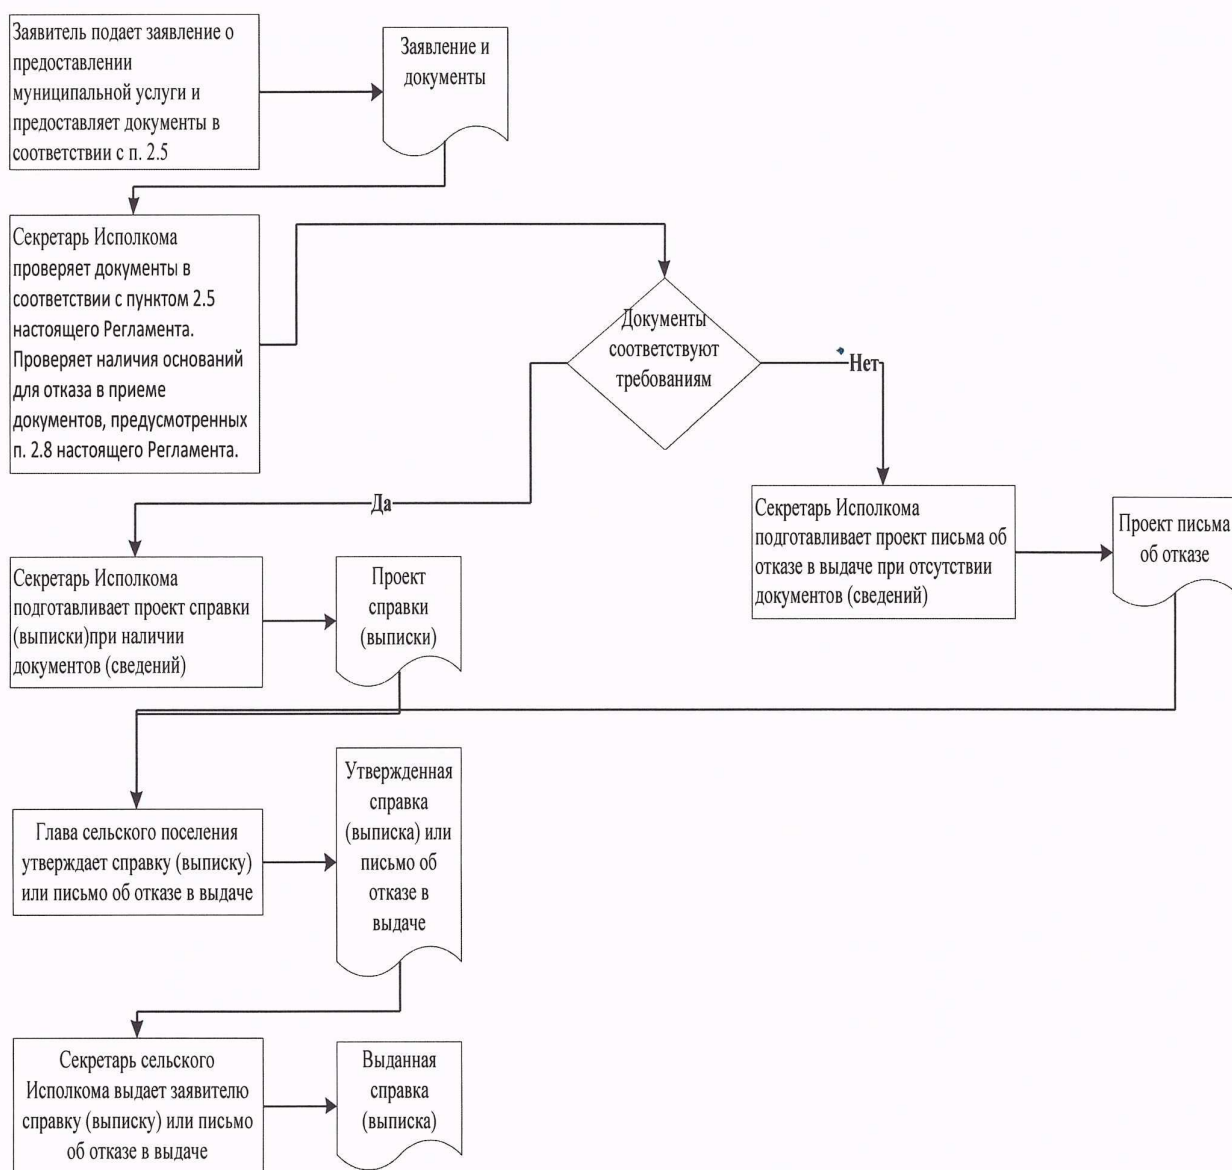 Заявитель подает заявление о
предоставлении
муниципальной услуги и
предоставляет документы в
соответствии с п. 2.5
Заявление и
документы
Секретарь Исполкома
проверяет документы в
соответствии с пунктом 2.5
настоящего Регламента.
Проверяет наличия оснований
для отказа в приеме
документов, предусмотренных
п. 2.8 настоящего Регламента.
Документы
соответствуют
требованиям
Нет
Да
Секретарь Исполкома
подготавливает проект письма об
отказе в выдаче при отсутствии
документов (сведений)
Проект письма
об отказе
Секретарь Исполкома
подготавливает проект справки
(выписки)при наличии
документов (сведений)
Проект
справки
(выписки)
Глава сельского поселения
утверждает справку (выписку)
или письмо об отказе в выдаче
Утвержденная
справка
(выписка) или
письмо об
отказе в
выдаче
Секретарь сельского
Исполкома выдает заявителю
справку (выписку) или письмо
об отказе в выдаче
Выданная
справка
(выписка)